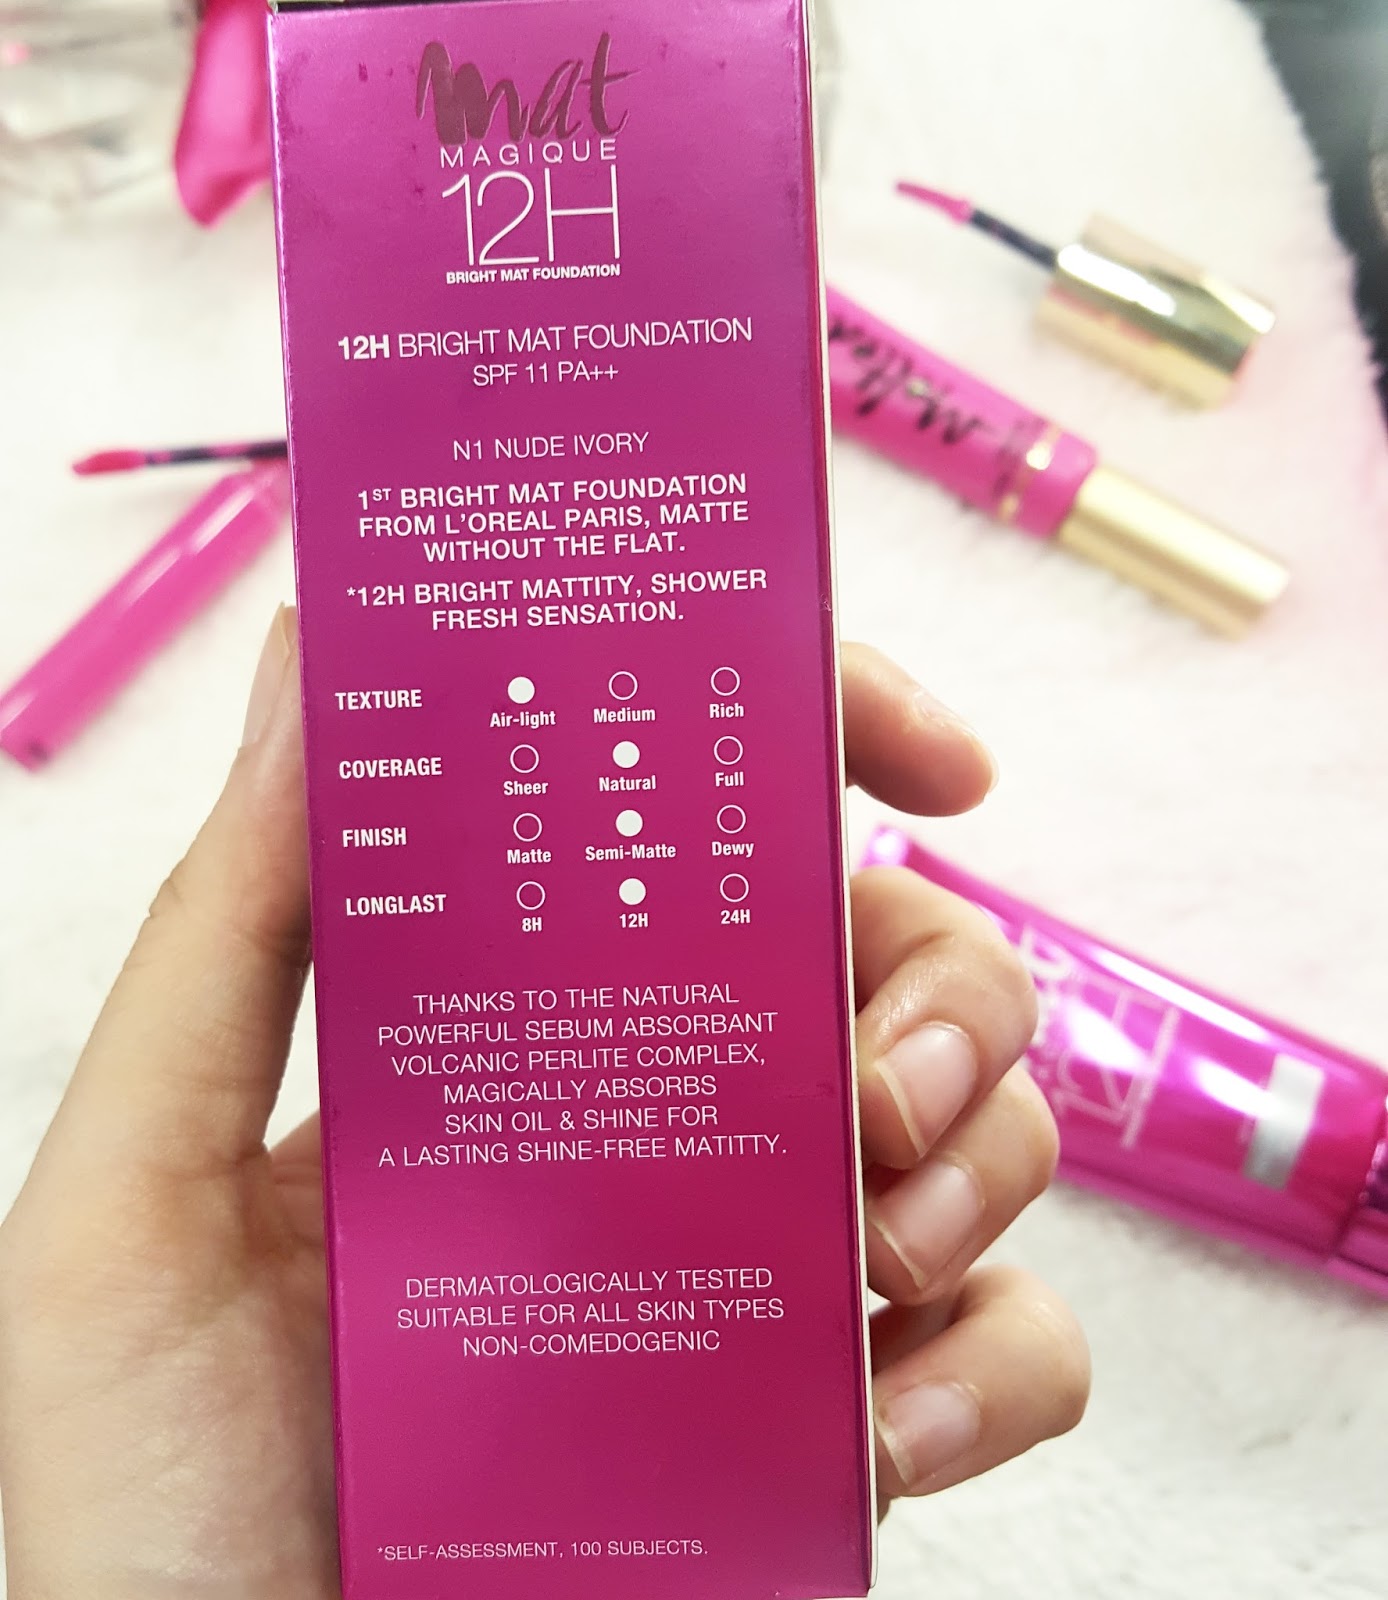 mat
MAGIQUE
12H
BRIGHT MAT FOUNDATION
12H BRIGHT MAT FOUNDATION
SPF 11 PA++
N1 NUDE IVORY
1ST BRIGHT MAT FOUNDATION
FROM L'OREAL PARIS, MATTE
WITHOUT THE FLAT.
*12H BRIGHT MATTITY, SHOWER
FRESH SENSATION.
TEXTURE Air-light Medium Rich
COVERAGE Sheer Natural Full
FINISH Matte Semi-Matte Dewy
LONGLAST 8H 12H 24H
THANKS TO THE NATURAL
POWERFUL SEBUM ABSORBANT
VOLCANIC PERLITE COMPLEX,
MAGICALLY ABSORBS
SKIN OIL & SHINE FOR
A LASTING SHINE-FREE MATITTY.
DERMATOLOGICALLY TESTED
SUITABLE FOR ALL SKIN TYPES
NON-COMEDOGENIC
*SELF-ASSESSMENT, 100 SUBJECTS.
Melted
12H